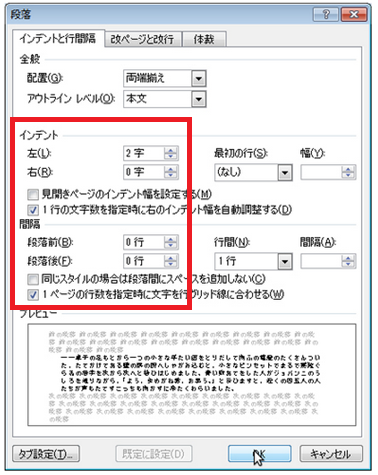 段落
インデントと行間隔 改ページと改行 体裁
全般
配置(G): 両端揃え
アウトライン レベル(O): 本文
インデント
左(L): 2 字 最初の行(S): 幅(Y):
右(R): 0 字 (なし)
見開きページのインデント幅を設定する(M)
1 行の文字数を指定時に右のインデント幅を自動調整する(D)
間隔
段落前(B): 0 行 行間(N): 間隔(A):
段落後(F): 0 行 1 行
同じスタイルの場合は段落間にスペースを追加しない(C)
1 ページの行数を指定時に文字を行グリッド線に合わせる(W)
プレビュー
タブ設定(T)... 既定に設定(D) OK キャンセル